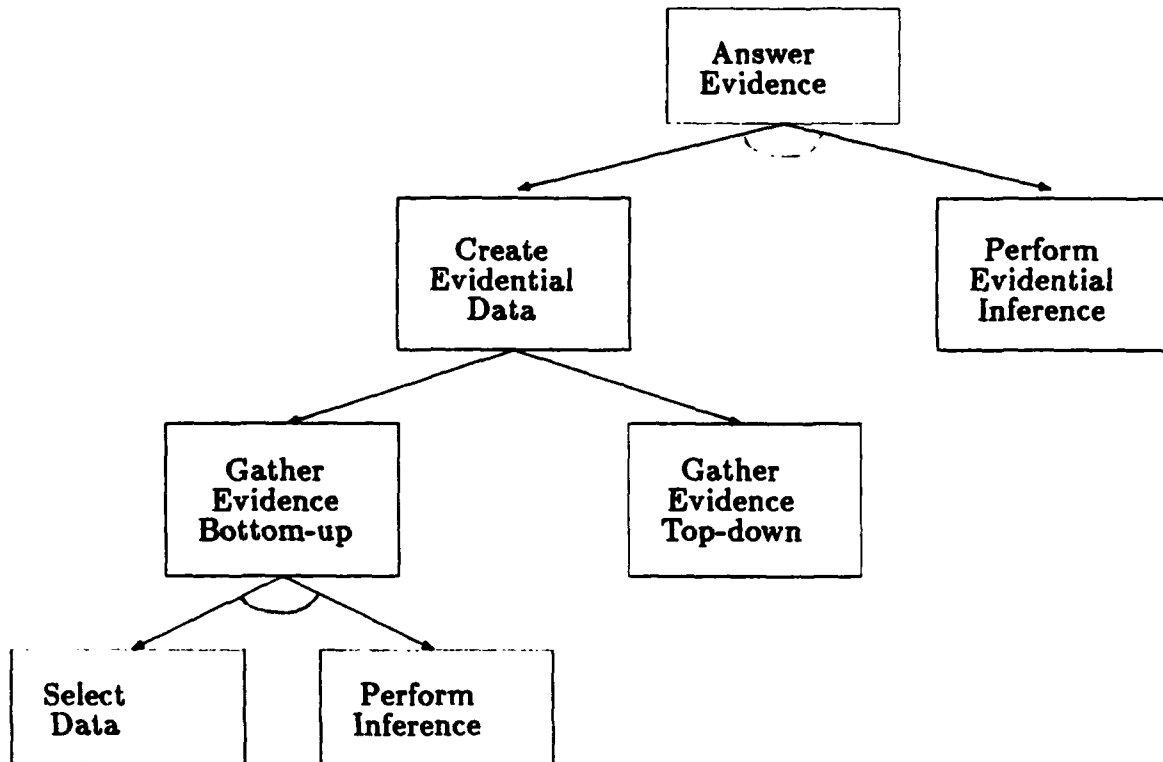 Answer
Evidence
Create
Evidential
Data
Perform
Evidential
Inference
Gather
Evidence
Bottom-up
Gather
Evidence
Top-down
Select
Data
Perform
Inference